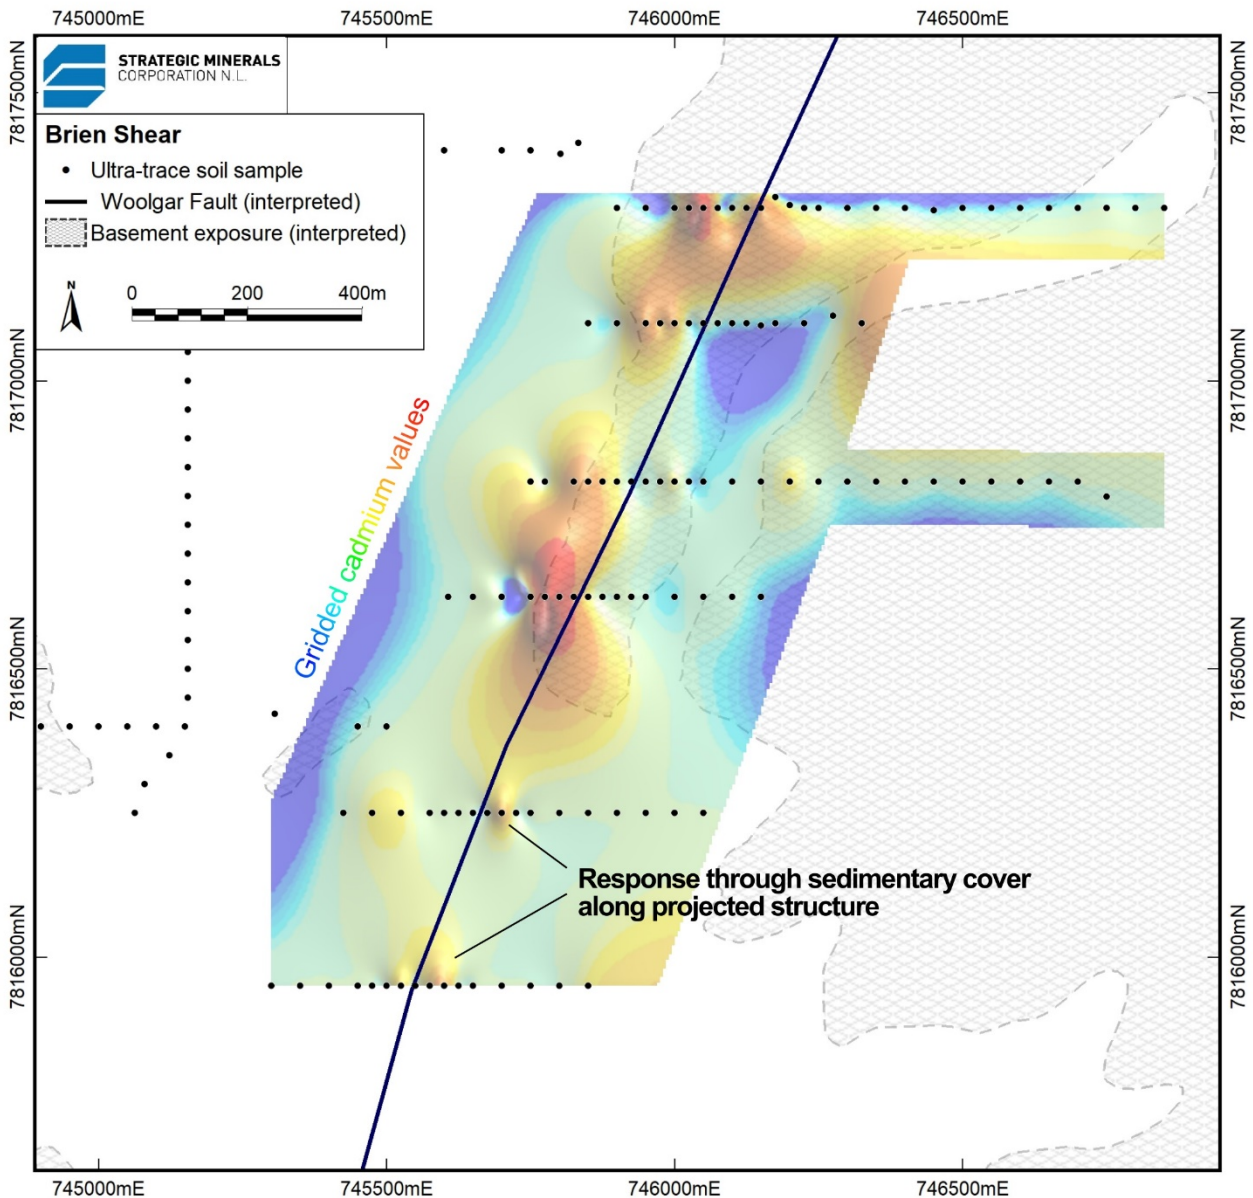 745000mE 745500mE 746000mE 746500mE
STRATEGIC MINERALS
CORPORATION N.L.
Brien Shear
Ultra-trace soil sample
Woolgar Fault (interpreted)
Basement exposure (interpreted)
N
0 200 400m
7817500mN
7817000mN
7816500mN
7816000mN
Gridded cadmium values
Response through sedimentary cover
along projected structure
7817500mN
7817000mN
7816500mN
7816000mN
745000mE 745500mE 746000mE 746500mE